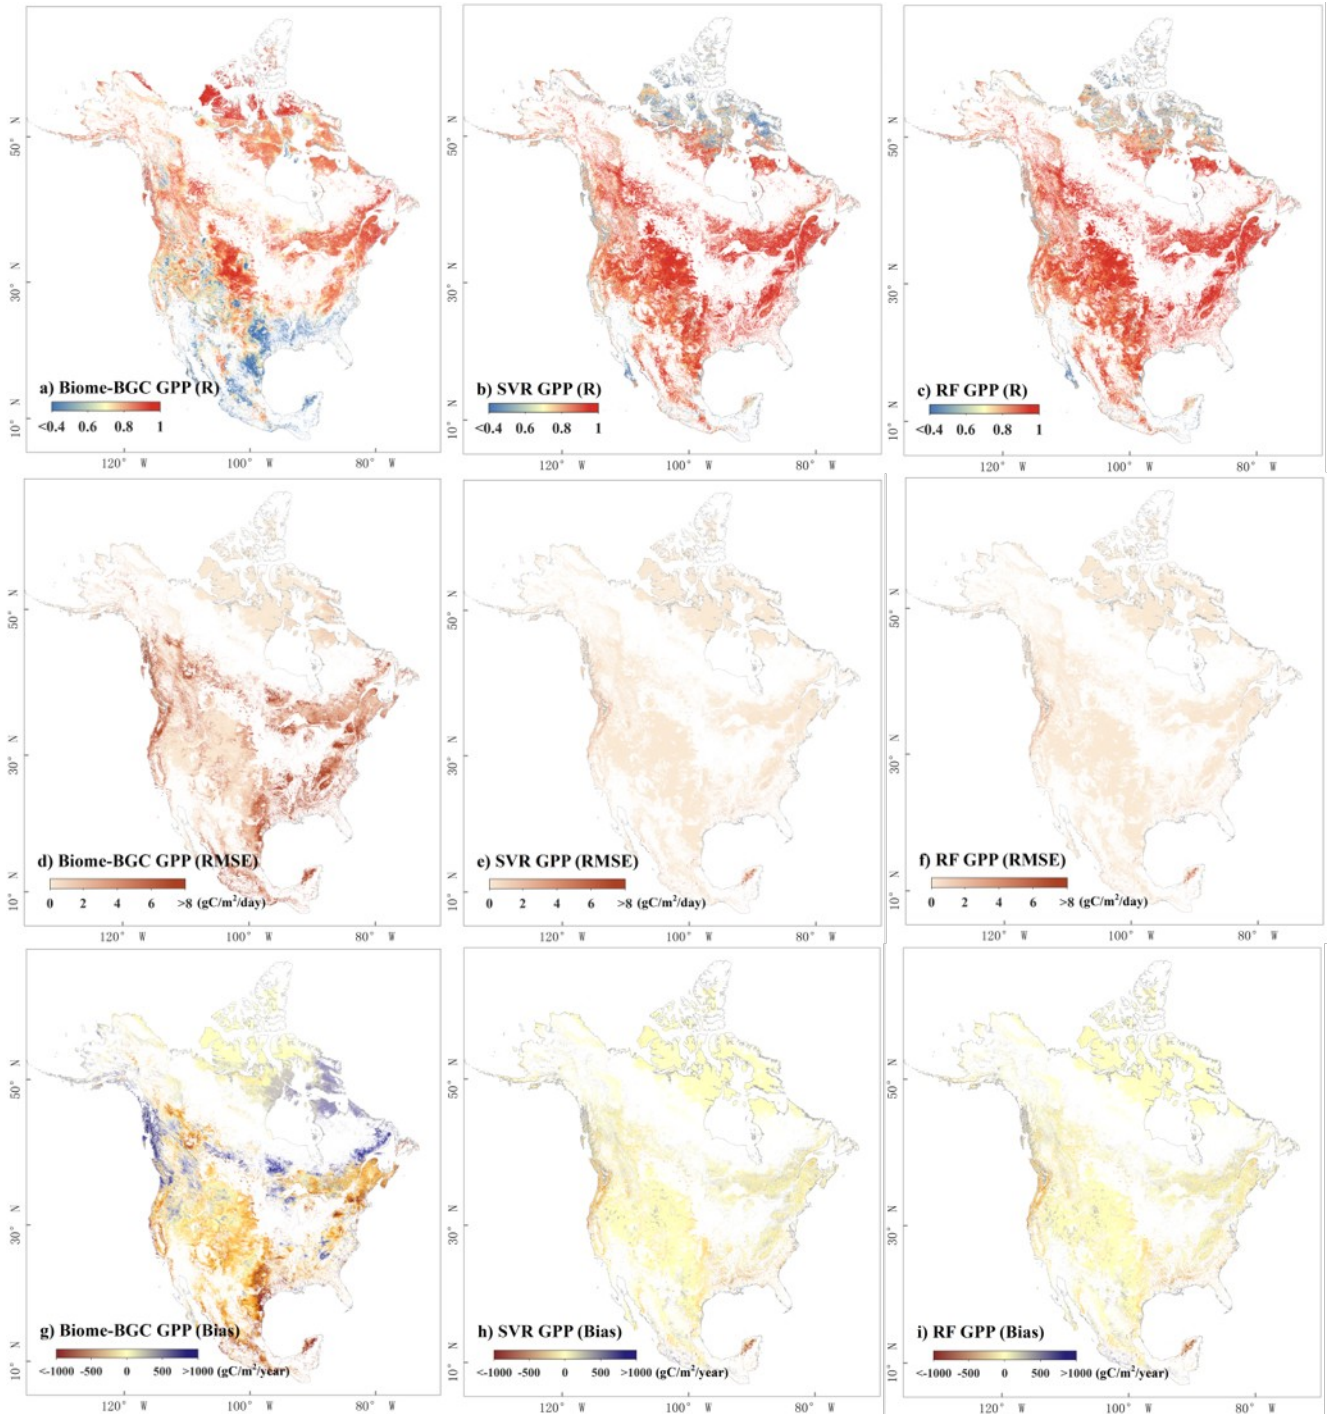 50° N
30° N
10° N
a) Biome-BGC GPP (R)
<0.4 0.6 0.8 1
120° W 100° W 80° W
50° N
30° N
10° N
b) SVR GPP (R)
<0.4 0.6 0.8 1
120° W 100° W 80° W
50° N
30° N
10° N
c) RF GPP (R)
<0.4 0.6 0.8 1
120° W 100° W 80° W
50° N
30° N
10° N
d) Biome-BGC GPP (RMSE)
0 2 4 6 >8 (gC/m²/day)
120° W 100° W 80° W
50° N
30° N
10° N
e) SVR GPP (RMSE)
0 2 4 6 >8 (gC/m²/day)
120° W 100° W 80° W
50° N
30° N
10° N
f) RF GPP (RMSE)
0 2 4 6 >8 (gC/m²/day)
120° W 100° W 80° W
50° N
30° N
10° N
g) Biome-BGC GPP (Bias)
<-1000 -500 0 500 >1000 (gC/m²/year)
120° W 100° W 80° W
50° N
30° N
10° N
h) SVR GPP (Bias)
<-1000 -500 0 500 >1000 (gC/m²/year)
120° W 100° W 80° W
50° N
30° N
10° N
i) RF GPP (Bias)
<-1000 -500 0 500 >1000 (gC/m²/year)
120° W 100° W 80° W